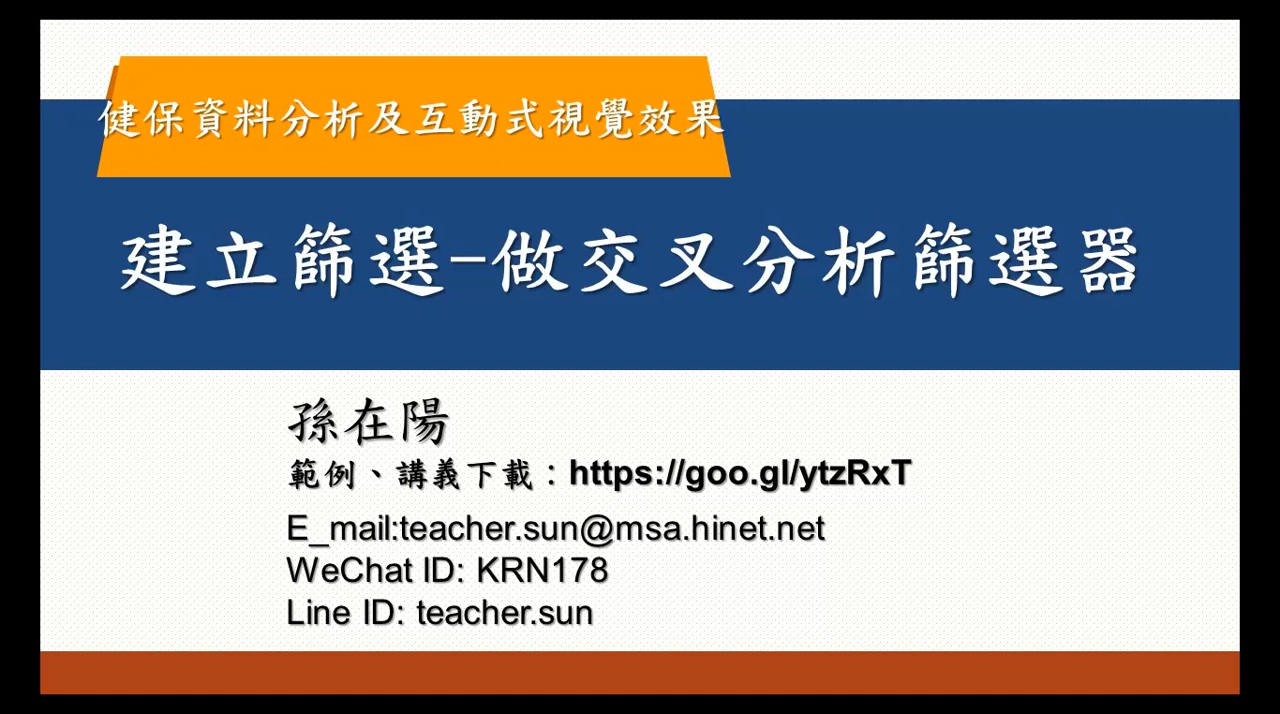 健保資料分析及互動式視覺效果
建立篩選-做交叉分析篩選器
孫在陽
範例、講義下載：https://goo.gl/ytzRxT
E_mail:teacher.sun@msa.hinet.net
WeChat ID: KRN178
Line ID: teacher.sun